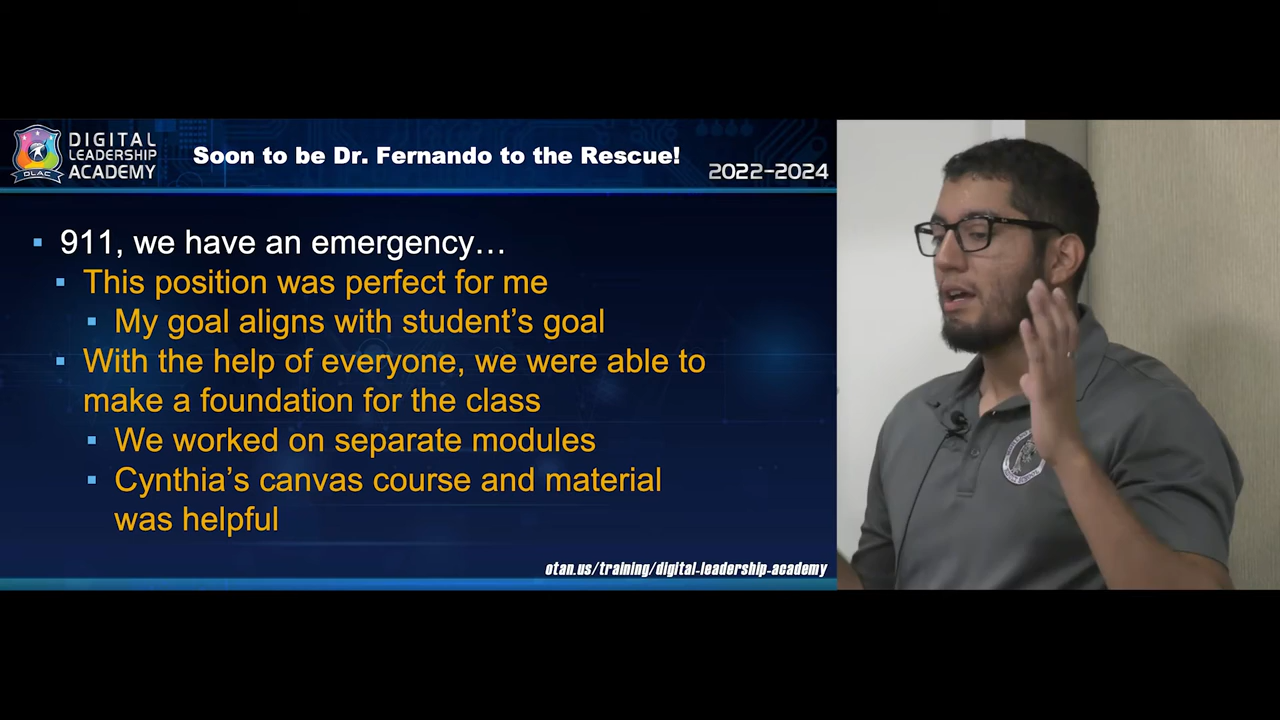 DIGITAL
LEADERSHIP
ACADEMY
DLAC
Soon to be Dr. Fernando to the Rescue!
2022-2024
911, we have an emergency…
This position was perfect for me
My goal aligns with student’s goal
With the help of everyone, we were able to
make a foundation for the class
We worked on separate modules
Cynthia’s canvas course and material
was helpful
otan.us/training/digital-leadership-academy